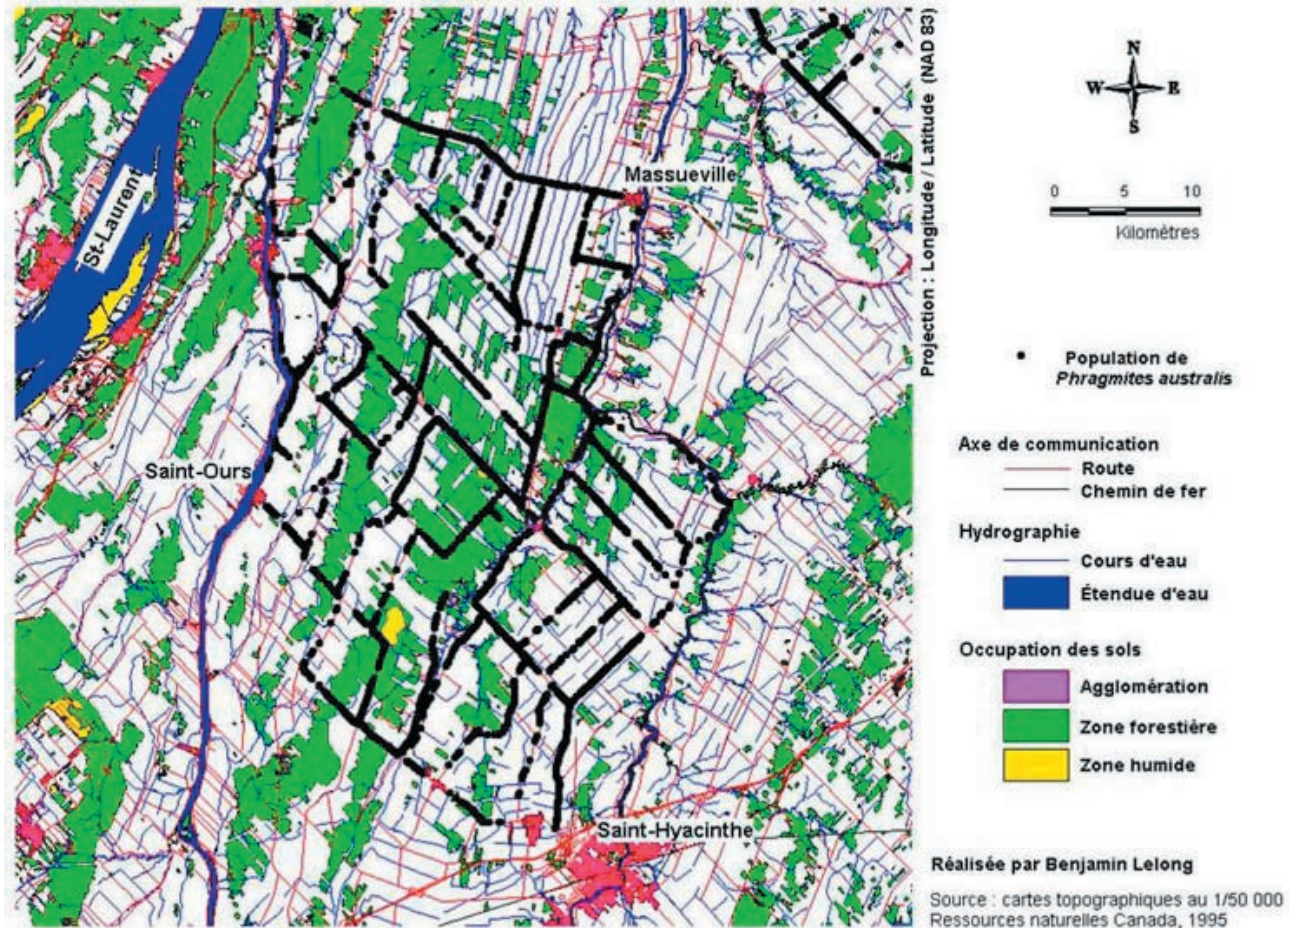 St-Laurent
Massueville
Saint-Ours
Saint-Hyacinthe
Projection : Longitude / Latitude (NAD 83)
N
W E
S
0 5 10
Kilomètres
Population de
Phragmites australis
Axe de communication
Route
Chemin de fer
Hydrographie
Cours d'eau
Étendue d'eau
Occupation des sols
Agglomération
Zone forestière
Zone humide
Réalisée par Benjamin Lelong
Source : cartes topographiques au 1/50 000
Ressources naturelles Canada, 1995